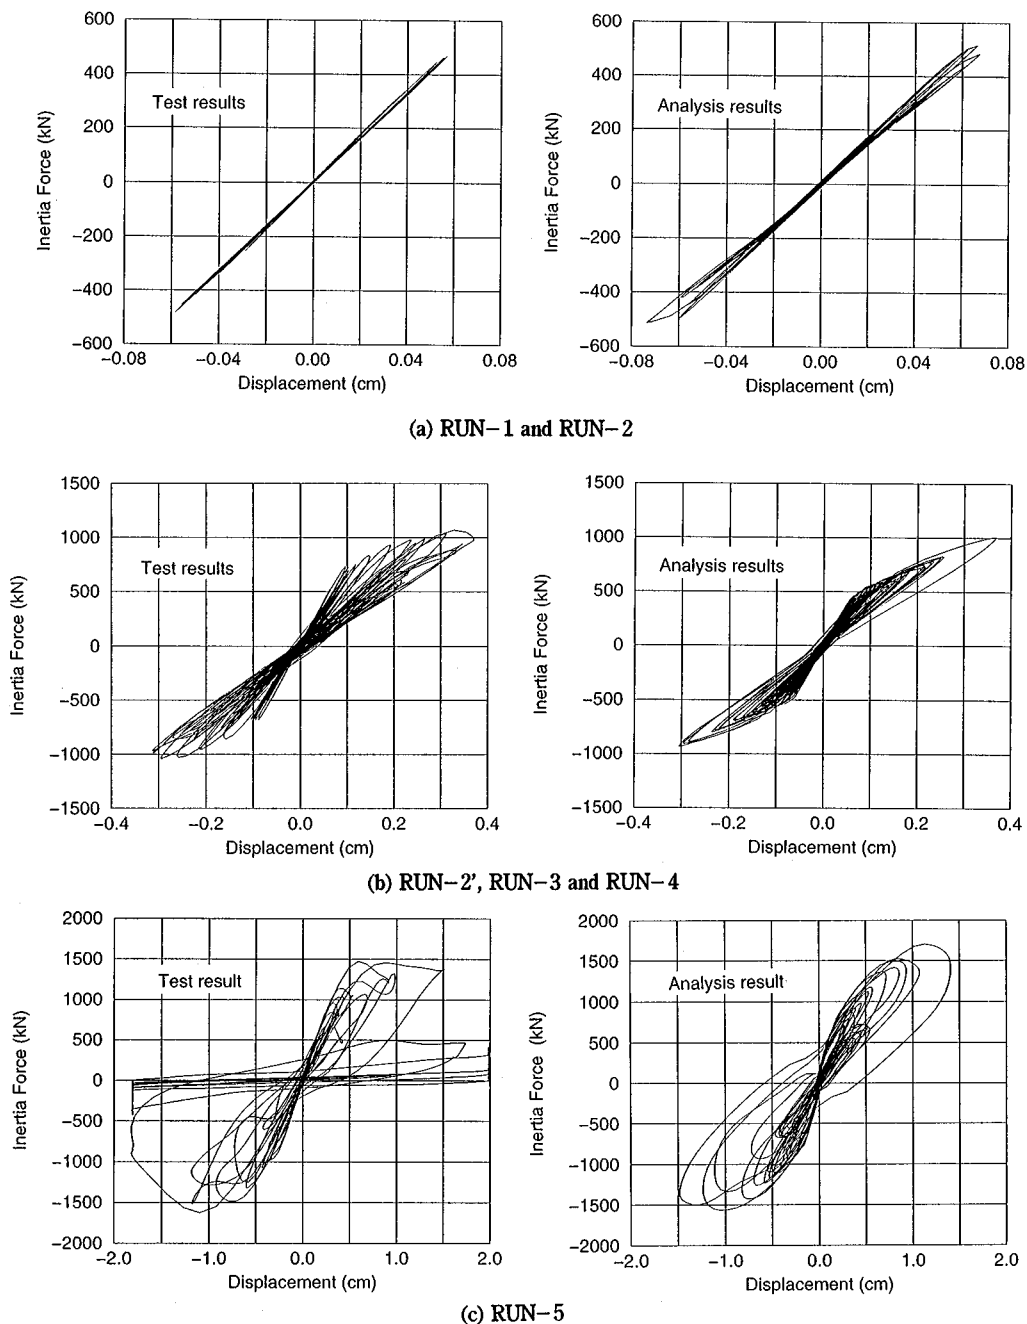 600
400
200
0
−200
−400
−600
Inertia Force (kN)
Test results
−0.08 −0.04 0.00 0.04 0.08
Displacement (cm)
600
400
200
0
−200
−400
−600
Inertia Force (kN)
Analysis results
−0.08 −0.04 0.00 0.04 0.08
Displacement (cm)
(a) RUN−1 and RUN−2
1500
1000
500
0
−500
−1000
−1500
Inertia Force (kN)
Test results
−0.4 −0.2 0.0 0.2 0.4
Displacement (cm)
1500
1000
500
0
−500
−1000
−1500
Inertia Force (kN)
Analysis results
−0.4 −0.2 0.0 0.2 0.4
Displacement (cm)
(b) RUN−2', RUN−3 and RUN−4
2000
1500
1000
500
0
−500
−1000
−1500
−2000
Inertia Force (kN)
Test result
−2.0 −1.0 0.0 1.0 2.0
Displacement (cm)
2000
1500
1000
500
0
−500
−1000
−1500
−2000
Inertia Force (kN)
Analysis result
−2.0 −1.0 0.0 1.0 2.0
Displacement (cm)
(c) RUN−5